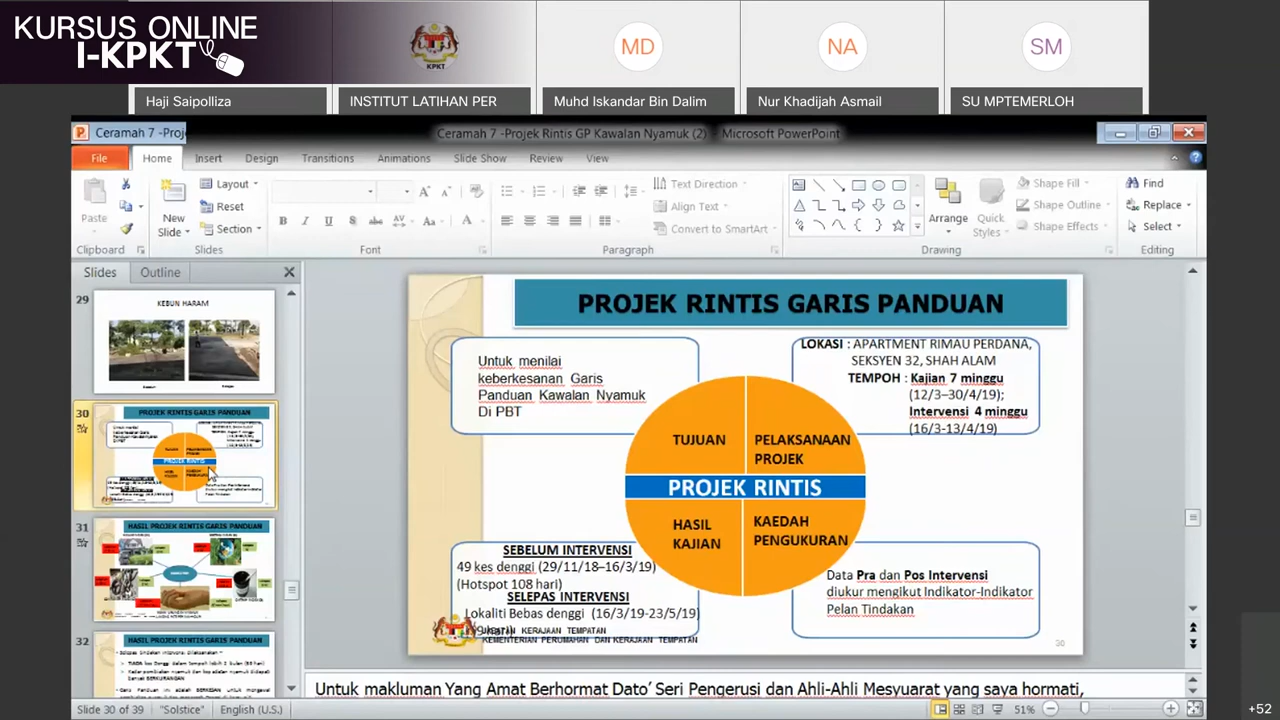 KURSUS ONLINE
I-KPKT
KPKT
MD
NA
SM
Haji Saipolliza
INSTITUT LATIHAN PER
Muhd Iskandar Bin Dalim
Nur Khadijah Asmail
SU MPTEMERLOH
Ceramah 7 -Proj
Ceramah 7 -Projek Rintis GP Kawalan Nyamuk (2) - Microsoft PowerPoint
File
Home
Insert
Design
Transitions
Animations
Slide Show
Review
View
Paste
Clipboard
New
Slide
Layout
Reset
Section
Slides
Font
Text Direction
Align Text
Convert to SmartArt
Paragraph
Arrange
Quick
Styles
Shape Fill
Shape Outline
Shape Effects
Drawing
Find
Replace
Select
Editing
Slides
Outline
29
KEBUN HARAM
30
PROJEK RINTIS GARIS PANDUAN
PROJEK RINTIS
31
HASIL PROJEK RINTIS GARIS PANDUAN
32
HASIL PROJEK RINTIS GARIS PANDUAN
PROJEK RINTIS GARIS PANDUAN
Untuk menilai
keberkesanan Garis
Panduan Kawalan Nyamuk
Di PBT
LOKASI : APARTMENT RIMAU PERDANA,
SEKSYEN 32, SHAH ALAM
TEMPOH : Kajian 7 minggu
(12/3–30/4/19);
Intervensi 4 minggu
(16/3-13/4/19)
TUJUAN
PELAKSANAAN
PROJEK
PROJEK RINTIS
HASIL
KAJIAN
KAEDAH
PENGUKURAN
SEBELUM INTERVENSI
49 kes denggi (29/11/18–16/3/19)
(Hotspot 108 hari)
SELEPAS INTERVENSI
Lokaliti Bebas denggi (16/3/19-23/5/19)
KERAJAAN TEMPATAN
KEMENTERIAN PERUMAHAN DAN KERAJAAN TEMPATAN
Data Pra dan Pos Intervensi
diukur mengikut Indikator-Indikator
Pelan Tindakan
30
Untuk makluman Yang Amat Berhormat Dato' Seri Pengerusi dan Ahli-Ahli Mesyuarat yang saya hormati,
Slide 30 of 39
"Solstice"
English (U.S.)
51%
+52